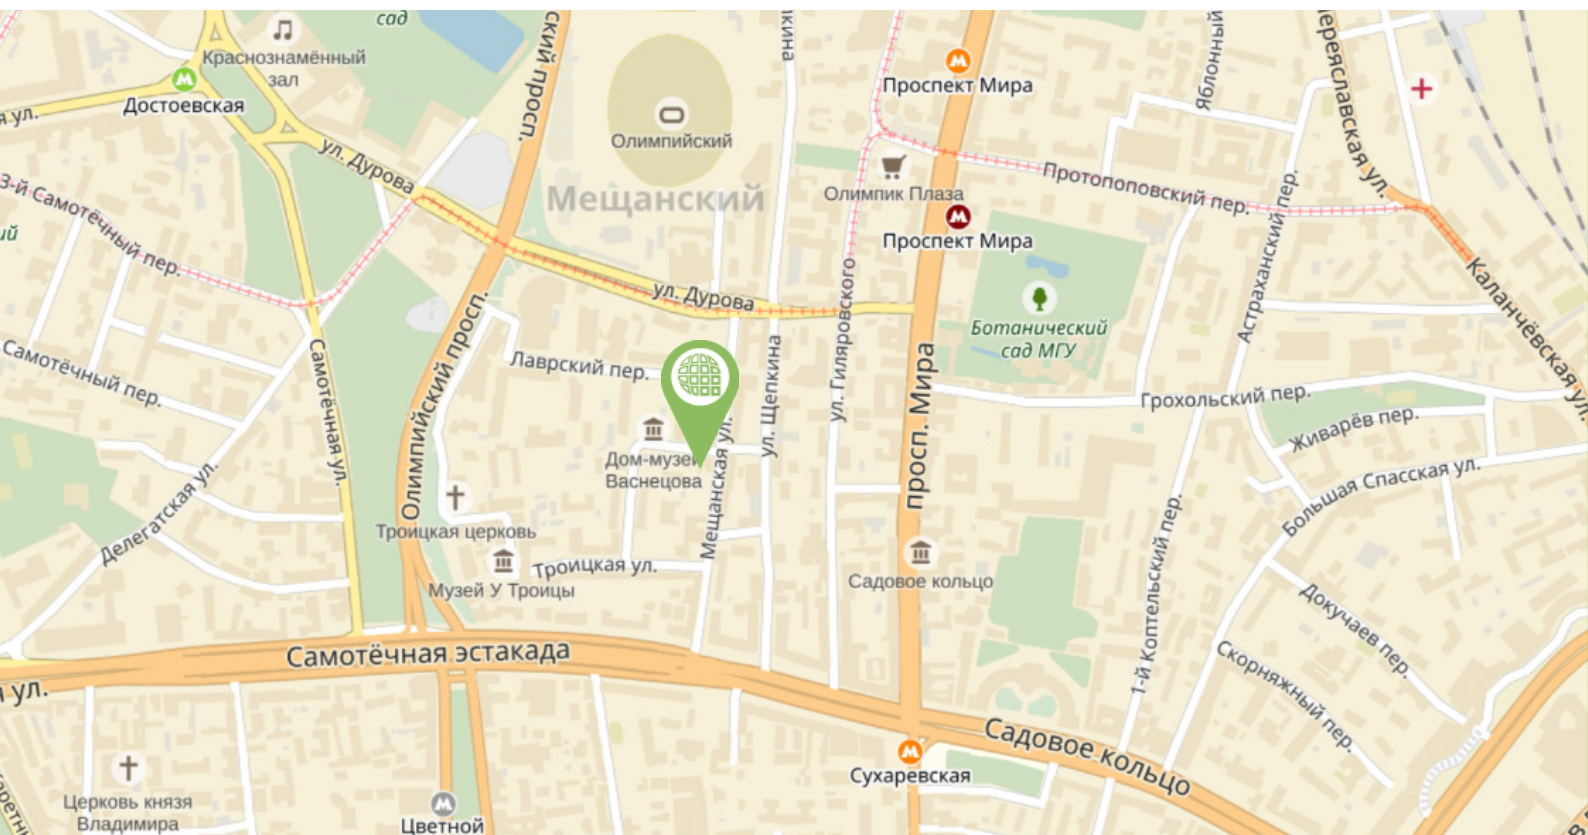 сад
ский просп.
кина
Яблонный
Переяславская ул.
Краснознамённый
зал
Достоевская
Проспект Мира
я ул.
ул. Дурова
Олимпийский
Мещанский
Олимпик Плаза
Протопоповский пер.
3-й Самотёчный пер.
ий
Проспект Мира
Астраханский пер.
Каланчёвская ул.
ул. Дурова
ул. Гиляровского
Ботанический
сад МГУ
Самотёчный пер.
Самотёчная ул.
Олимпийский просп.
Лаврский пер.
ул. Щепкина
просп. Мира
Грохольский пер.
Живарёв пер.
Дом-музей
Васнецова
Мещанская ул.
Большая Спасская ул.
Делегатская ул.
Троицкая церковь
Троицкая ул.
Музей У Троицы
Садовое кольцо
1-й Коптельский пер.
Докучаев пер.
Скорняжный пер.
Самотёчная эстакада
я ул.
Садовое кольцо
Сухаревская
Церковь князя
Владимира
Цветной